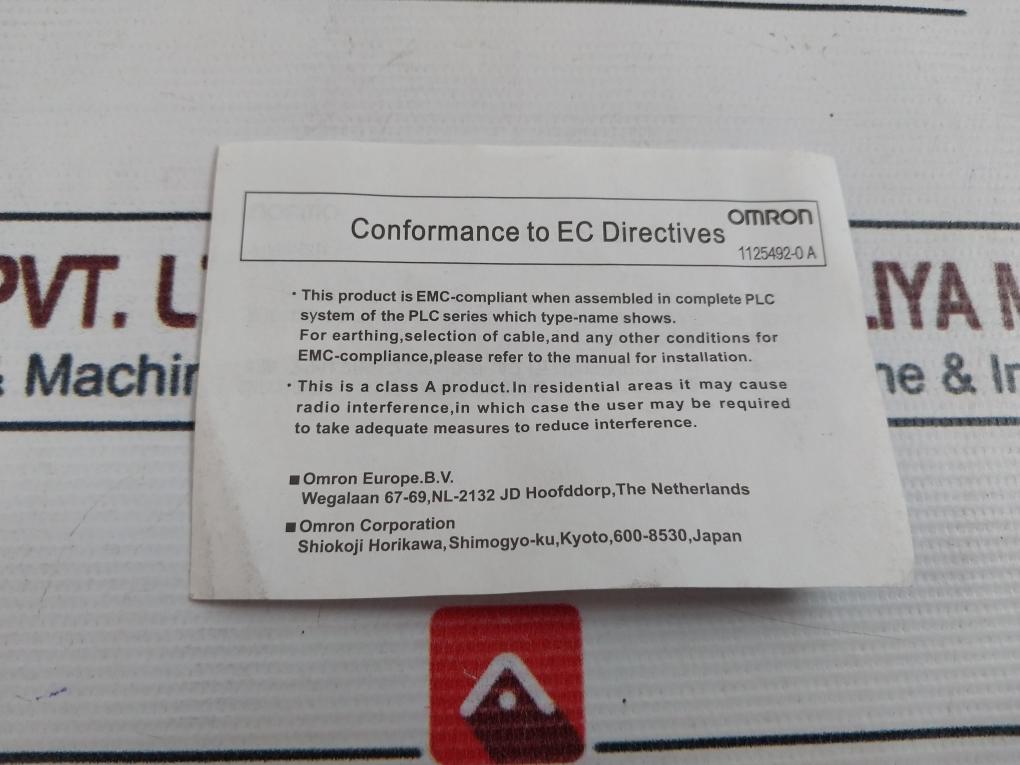 Conformance to EC Directives
OMRON
1125492-0 A
· This product is EMC-compliant when assembled in complete PLC
system of the PLC series which type-name shows.
For earthing,selection of cable,and any other conditions for
EMC-compliance,please refer to the manual for installation.
· This is a class A product.In residential areas it may cause
radio interference,in which case the user may be required
to take adequate measures to reduce interference.
■ Omron Europe.B.V.
Wegalaan 67-69,NL-2132 JD Hoofddorp,The Netherlands
■ Omron Corporation
Shiokoji Horikawa,Shimogyo-ku,Kyoto,600-8530,Japan
PVT.
LIYA M
& Machin
ne & In